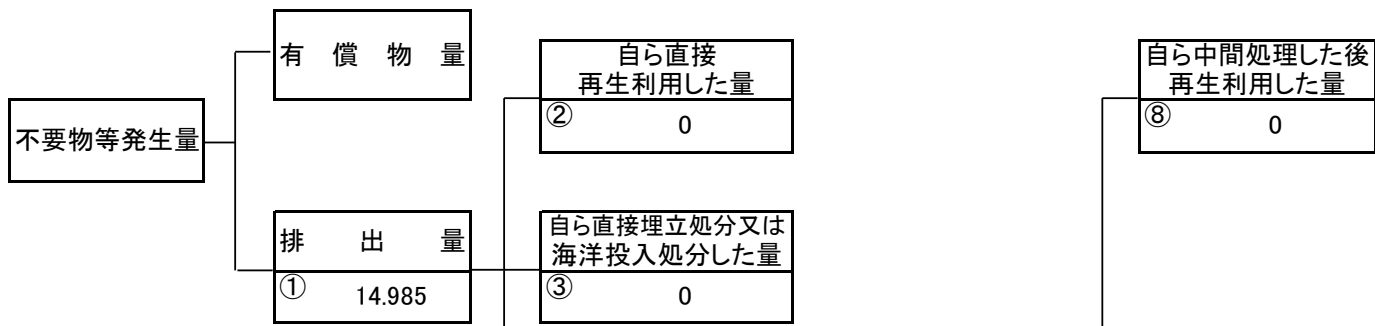 有償物量
自ら直接
再生利用した量
② 0
自ら中間処理した後
再生利用した量
⑧ 0
不要物等発生量
排出量
① 14.985
自ら直接埋立処分又は
海洋投入処分した量
③ 0